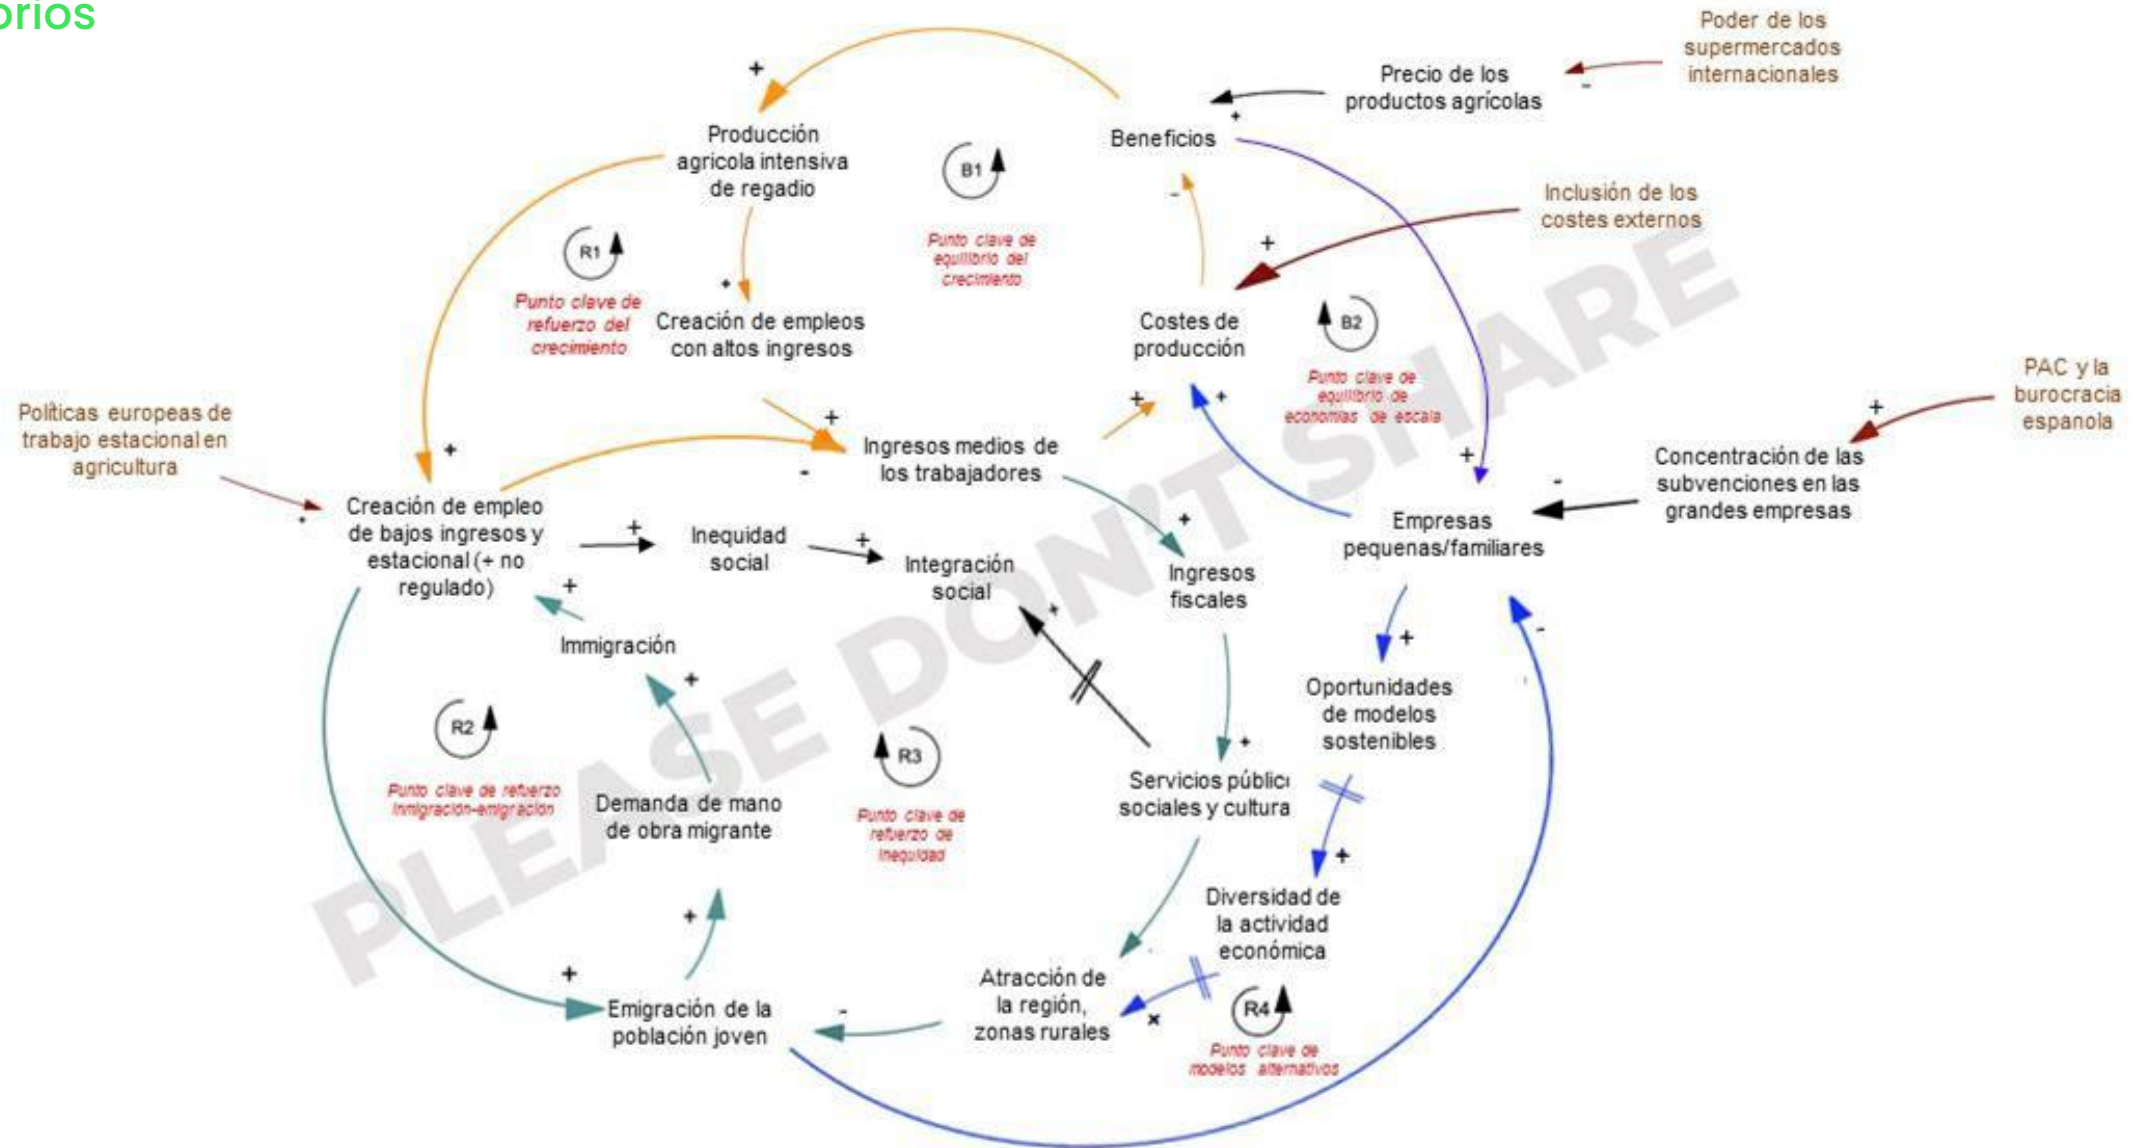 orios
Poder de los
supermercados
internacionales
Precio de los
productos agrícolas
+
-
+
Beneficios
Producción
agricola intensiva
de regadio
B1
Punto clave de
equilibrio del
crecimiento
-
Inclusión de los
costes externos
+
R1
Punto clave de
refuerzo del
crecimiento
+
Creación de empleos
con altos ingresos
Costes de
producción
B2
Punto clave de
equilibrio de
economías de escala
PAC y la
burocracia
espanola
+
Políticas europeas de
trabajo estacional en
agricultura
+
+
+
+
+
-
Ingresos medios de
los trabajadores
+
Concentración de las
subvenciones en las
grandes empresas
-
+
Creación de empleo
de bajos ingresos y
estacional (+ no
regulado)
+
Inequidad
social
+
Integración
social
+
Ingresos
fiscales
Empresas
pequenas/familiares
+
Immigración
+
-
+
+
Oportunidades
de modelos
sostenibles
R2
Punto clave de refuerzo
inmigración-emigración
R3
Punto clave de
refuerzo de
inequidad
+
Servicios públic
sociales y cultura
Demanda de mano
de obra migrante
+
Diversidad de
la actividad
económica
+
+
Emigración de la
población joven
-
Atracción de
la región,
zonas rurales
+
R4
Punto clave de
modelos alternativos
PLEASE DON'T SHARE